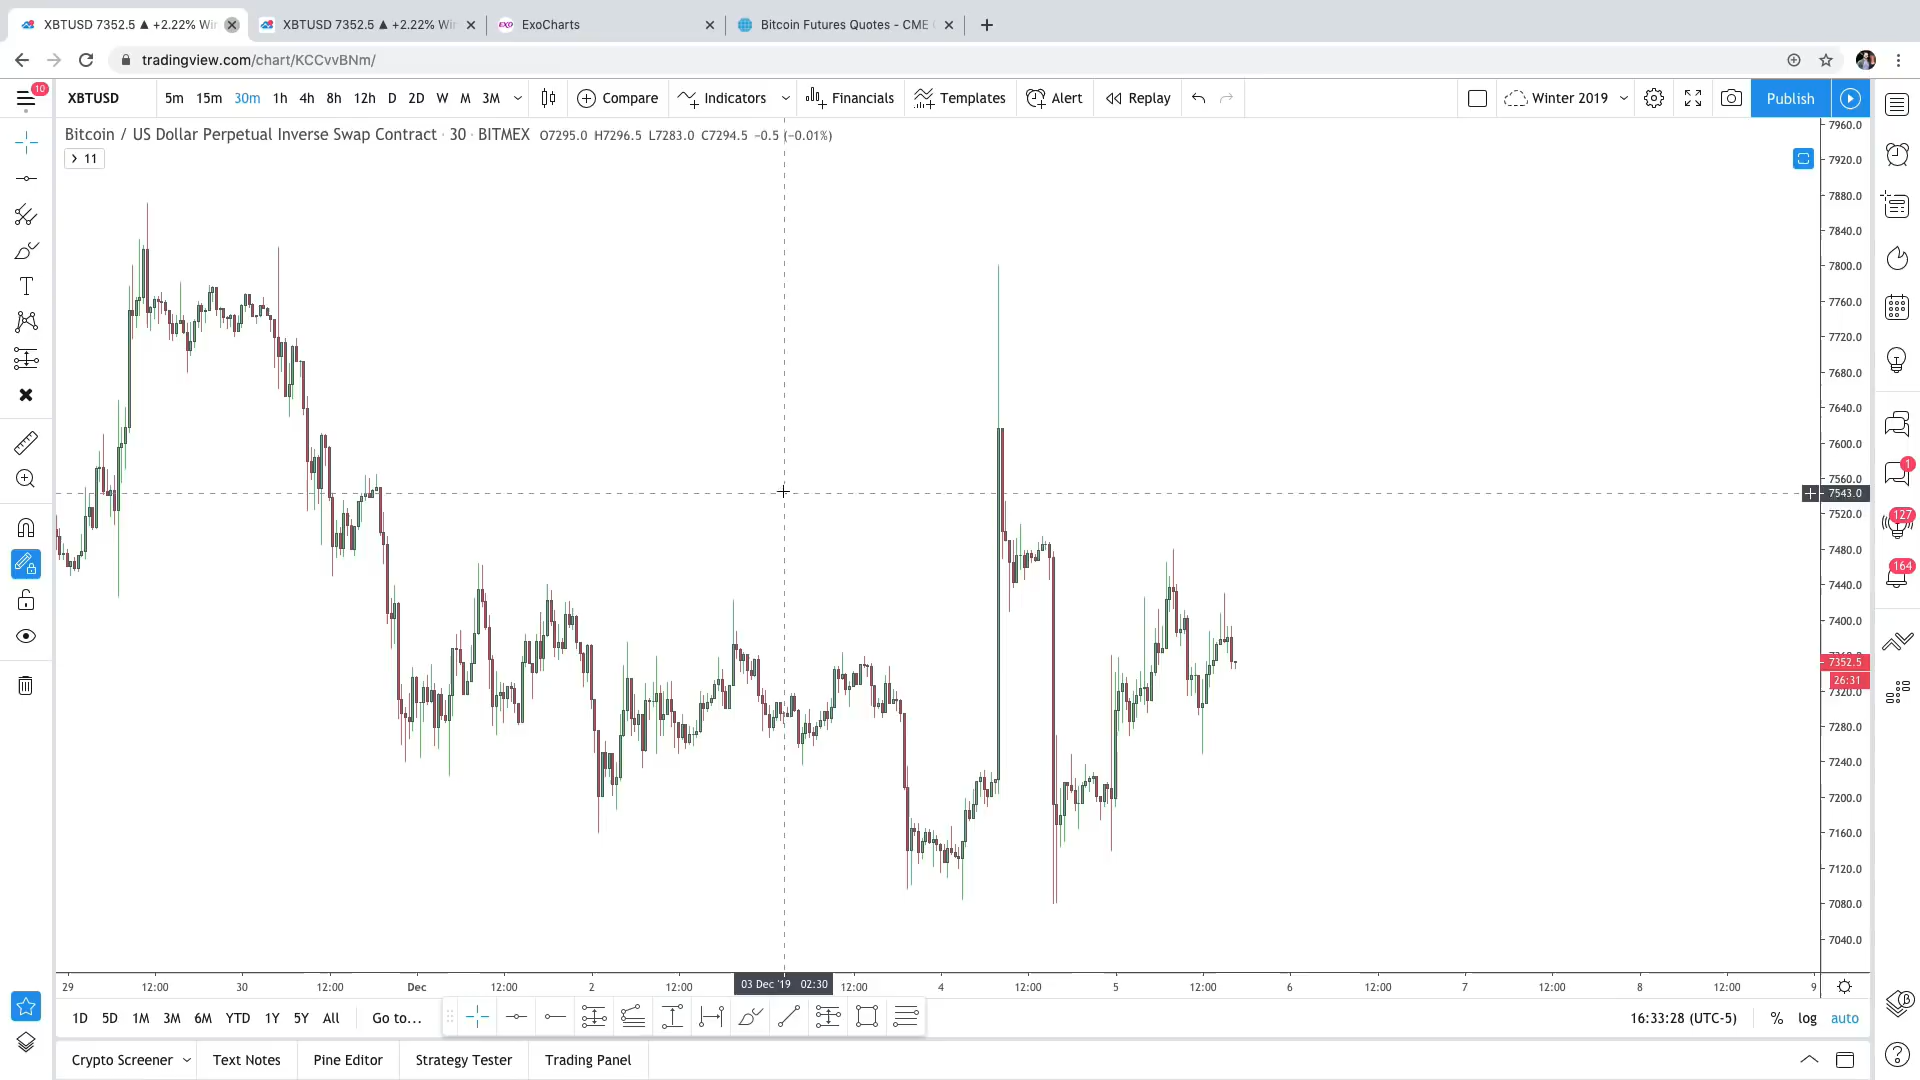 XBTUSD 7352.5 ▲ +2.22% Wi
XBTUSD 7352.5 ▲ +2.22% Wi
EXO
ExoCharts
Bitcoin Futures Quotes - CME
tradingview.com/chart/KCCvvBNm/
10
XBTUSD
5m 15m 30m 1h 4h 8h 12h D 2D W M 3M
Compare
Indicators
Financials
Templates
Alert
Replay
Winter 2019
Publish
Bitcoin / US Dollar Perpetual Inverse Swap Contract · 30 · BITMEX O7295.0 H7296.5 L7283.0 C7294.5 −0.5 (−0.01%)
11
7960.0
7920.0
7880.0
7840.0
7800.0
7760.0
7720.0
7680.0
7640.0
7600.0
7560.0
7543.0
7520.0
7480.0
7440.0
7400.0
7352.5
26:31
7320.0
7280.0
7240.0
7200.0
7160.0
7120.0
7080.0
7040.0
1
127
164
29 12:00 30 12:00 Dec 12:00 2 12:00 03 Dec '19 02:30 12:00 4 12:00 5 12:00 6 12:00 7 12:00 8 12:00 9
1D 5D 1M 3M 6M YTD 1Y 5Y All Go to...
16:33:28 (UTC-5) % log auto
Crypto Screener Text Notes Pine Editor Strategy Tester Trading Panel